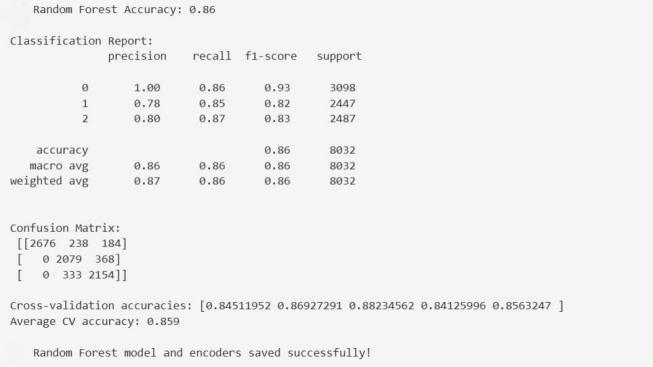 Random Forest Accuracy: 0.86
Classification Report:
precision recall f1-score support
0 1.00 0.86 0.93 3098
1 0.78 0.85 0.82 2447
2 0.80 0.87 0.83 2487
accuracy 0.86 8032
macro avg 0.86 0.86 0.86 8032
weighted avg 0.87 0.86 0.86 8032
Confusion Matrix:
[[2676 238 184]
[ 0 2079 368]
[ 0 333 2154]]
Cross-validation accuracies: [0.84511952 0.86927291 0.88234562 0.84125996 0.8563247 ]
Average CV accuracy: 0.859
Random Forest model and encoders saved successfully!